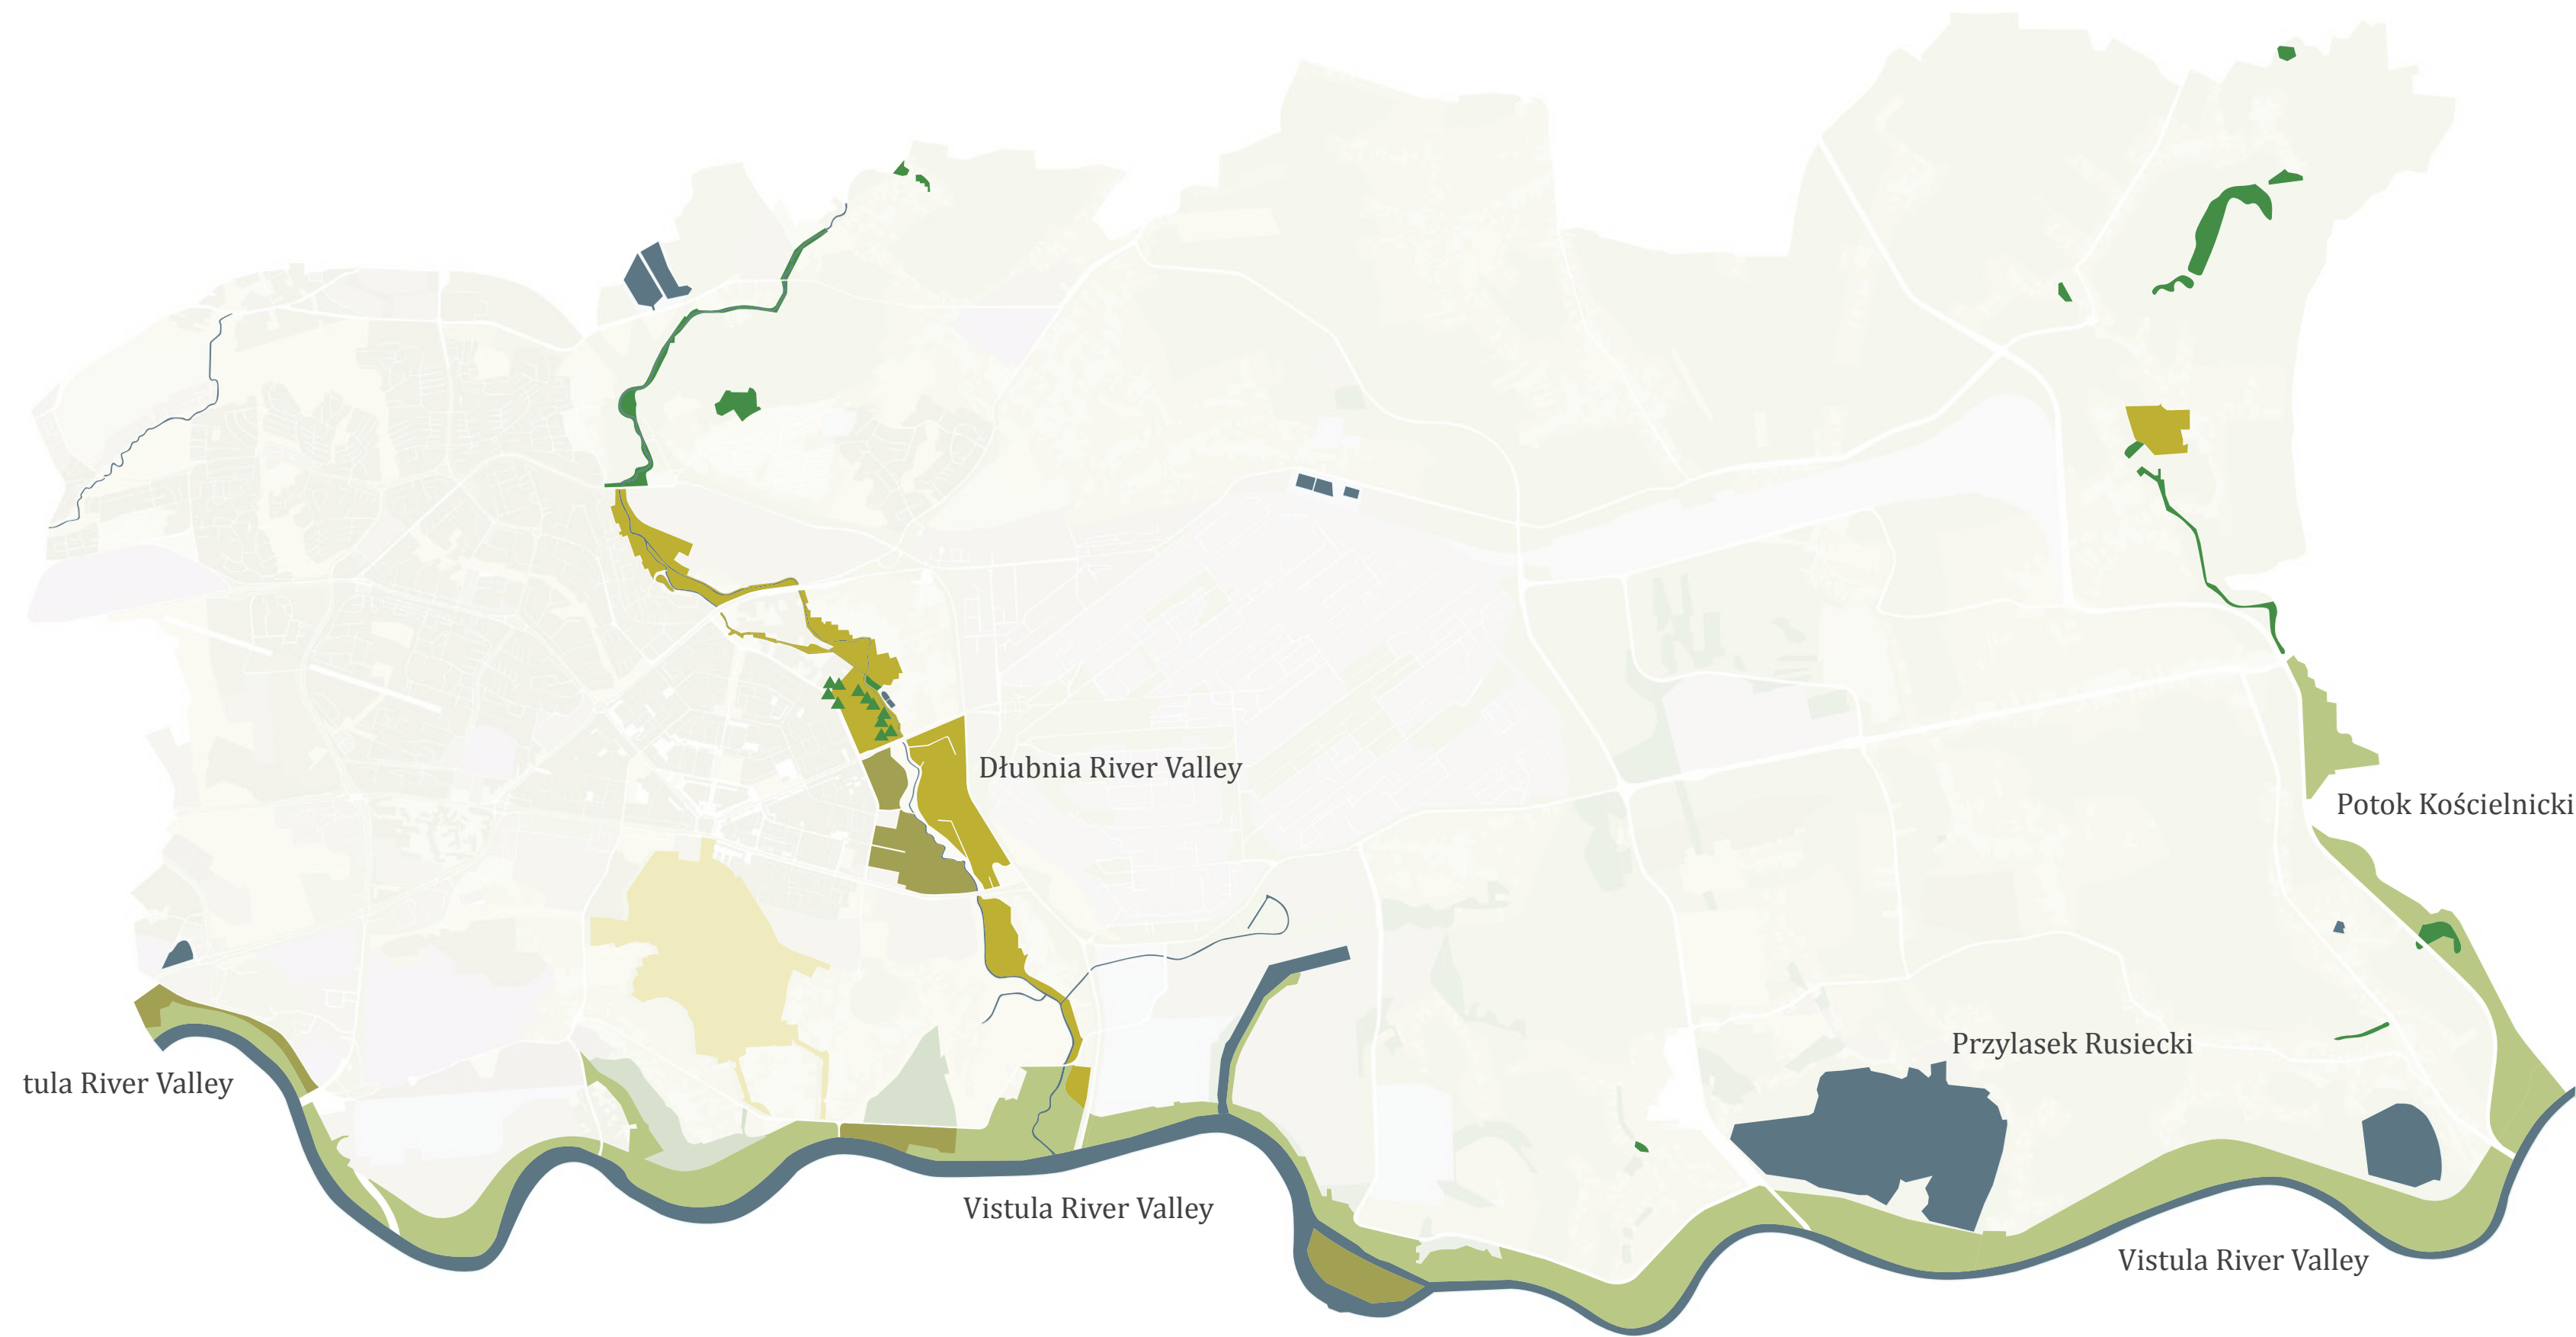 Dłubnia River Valley
Potok Kościelnicki
Przylasek Rusiecki
tula River Valley
Vistula River Valley
Vistula River Valley